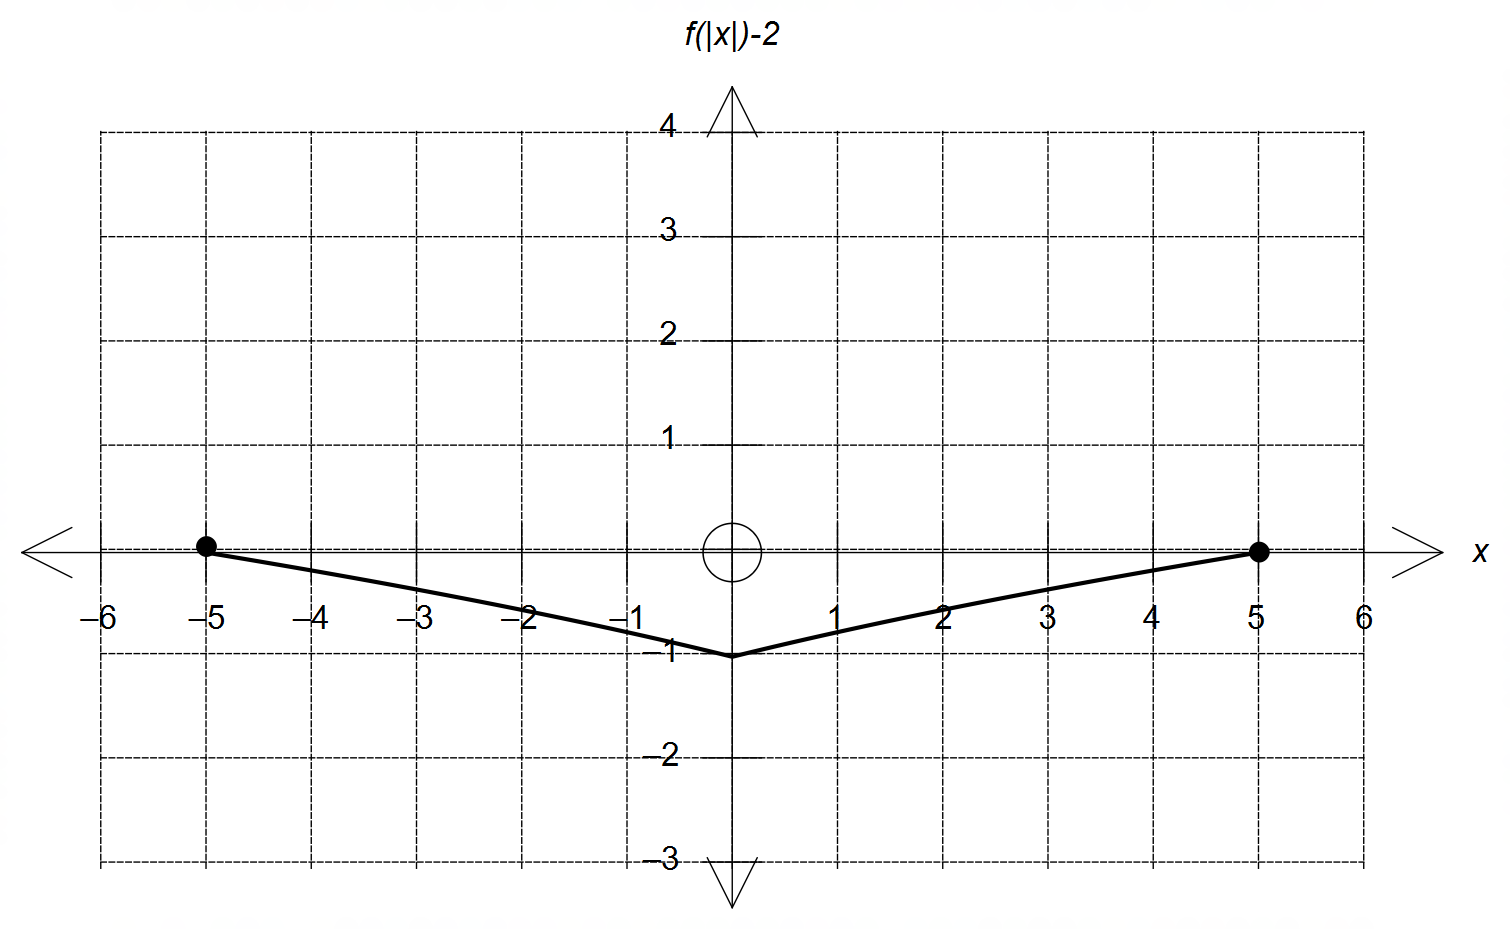 f(|x|)-2
4
3
2
1
x
–6 –5 –4 –3 –2 –1 1 2 3 4 5 6
–1
–2
–3